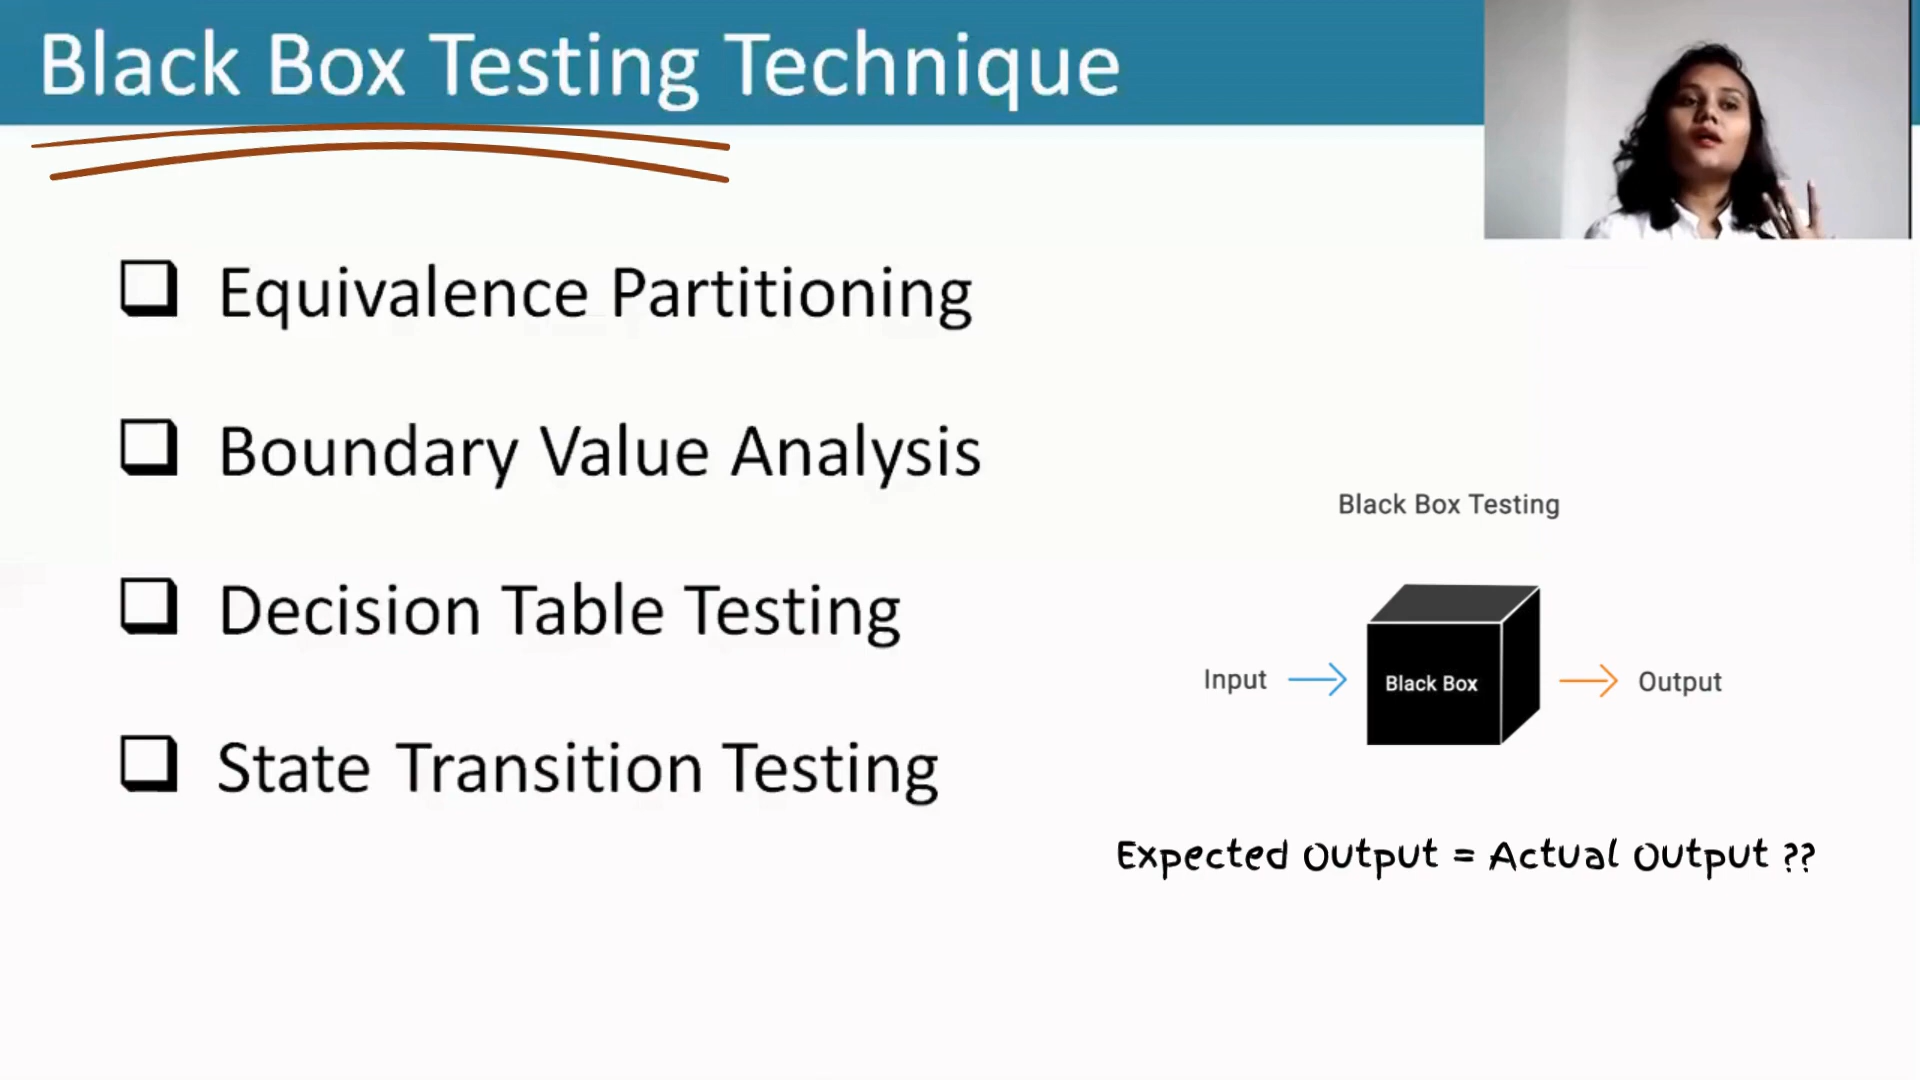 Black Box Testing Technique
Equivalence Partitioning
Boundary Value Analysis
Decision Table Testing
State Transition Testing
Black Box Testing
Input
Black Box
Output
Expected Output = Actual Output ??